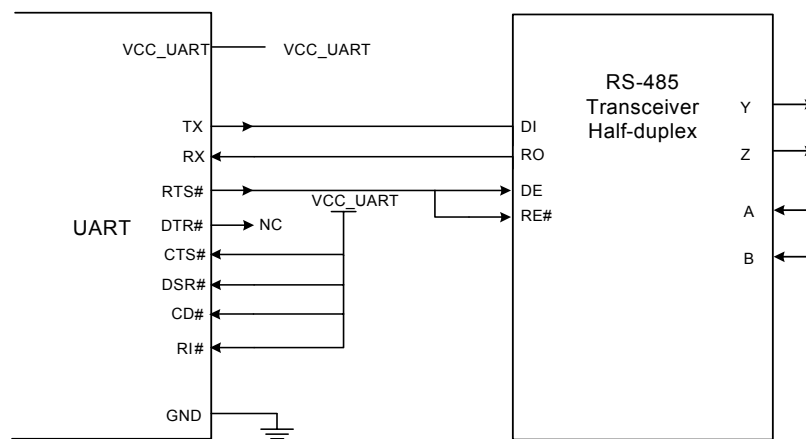 VCC_UART
VCC_UART
RS-485
Transceiver
Half-duplex
Y
TX
DI
RX
RO
Z
RTS#
DE
VCC_UART
RE#
A
UART
DTR#
NC
CTS#
B
DSR#
CD#
RI#
GND